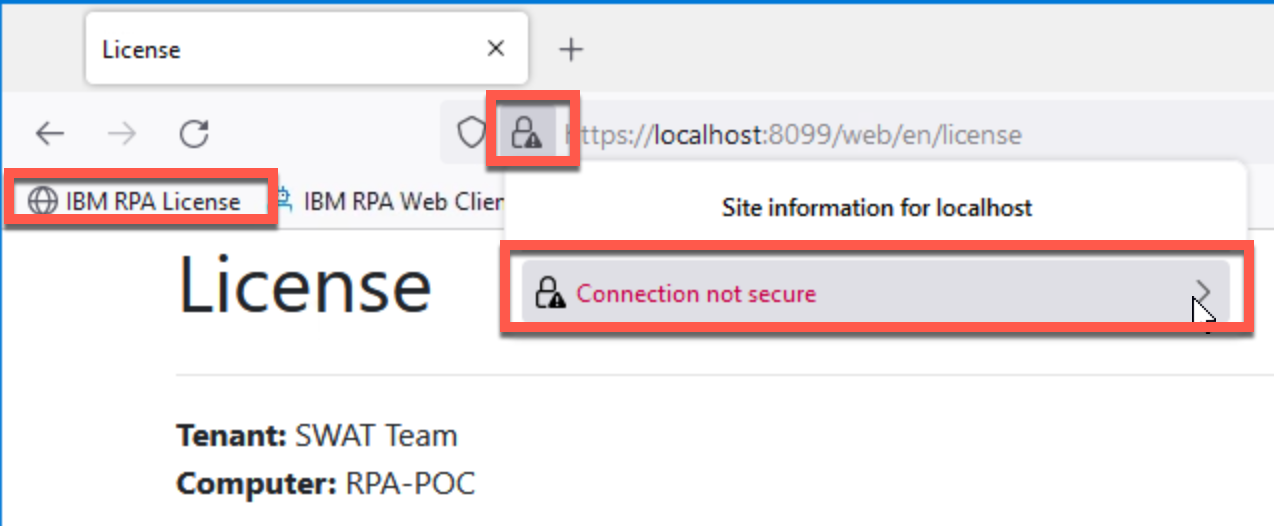 License
https://localhost:8099/web/en/license
IBM RPA License IBM RPA Web Clien
Site information for localhost
License
Connection not secure
Tenant: SWAT Team
Computer: RPA-POC